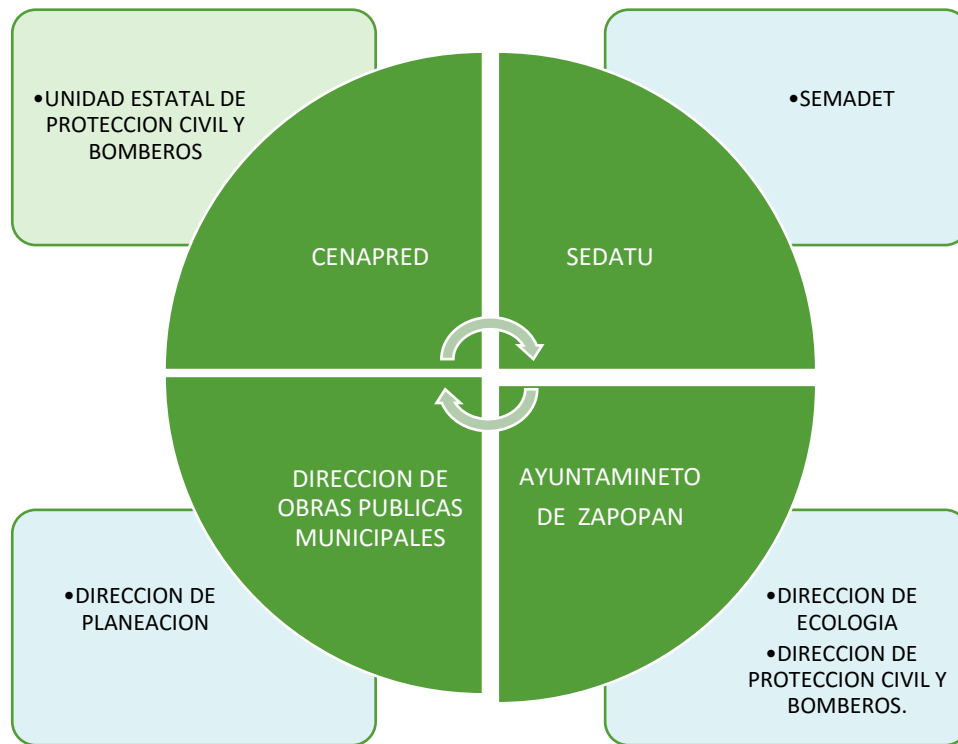 •UNIDAD ESTATAL DE
PROTECCION CIVIL Y
BOMBEROS
•SEMADET
CENAPRED
SEDATU
DIRECCION DE
OBRAS PUBLICAS
MUNICIPALES
AYUNTAMINETO
DE ZAPOPAN
•DIRECCION DE
PLANEACION
•DIRECCION DE
ECOLOGIA
•DIRECCION DE
PROTECCION CIVIL Y
BOMBEROS.